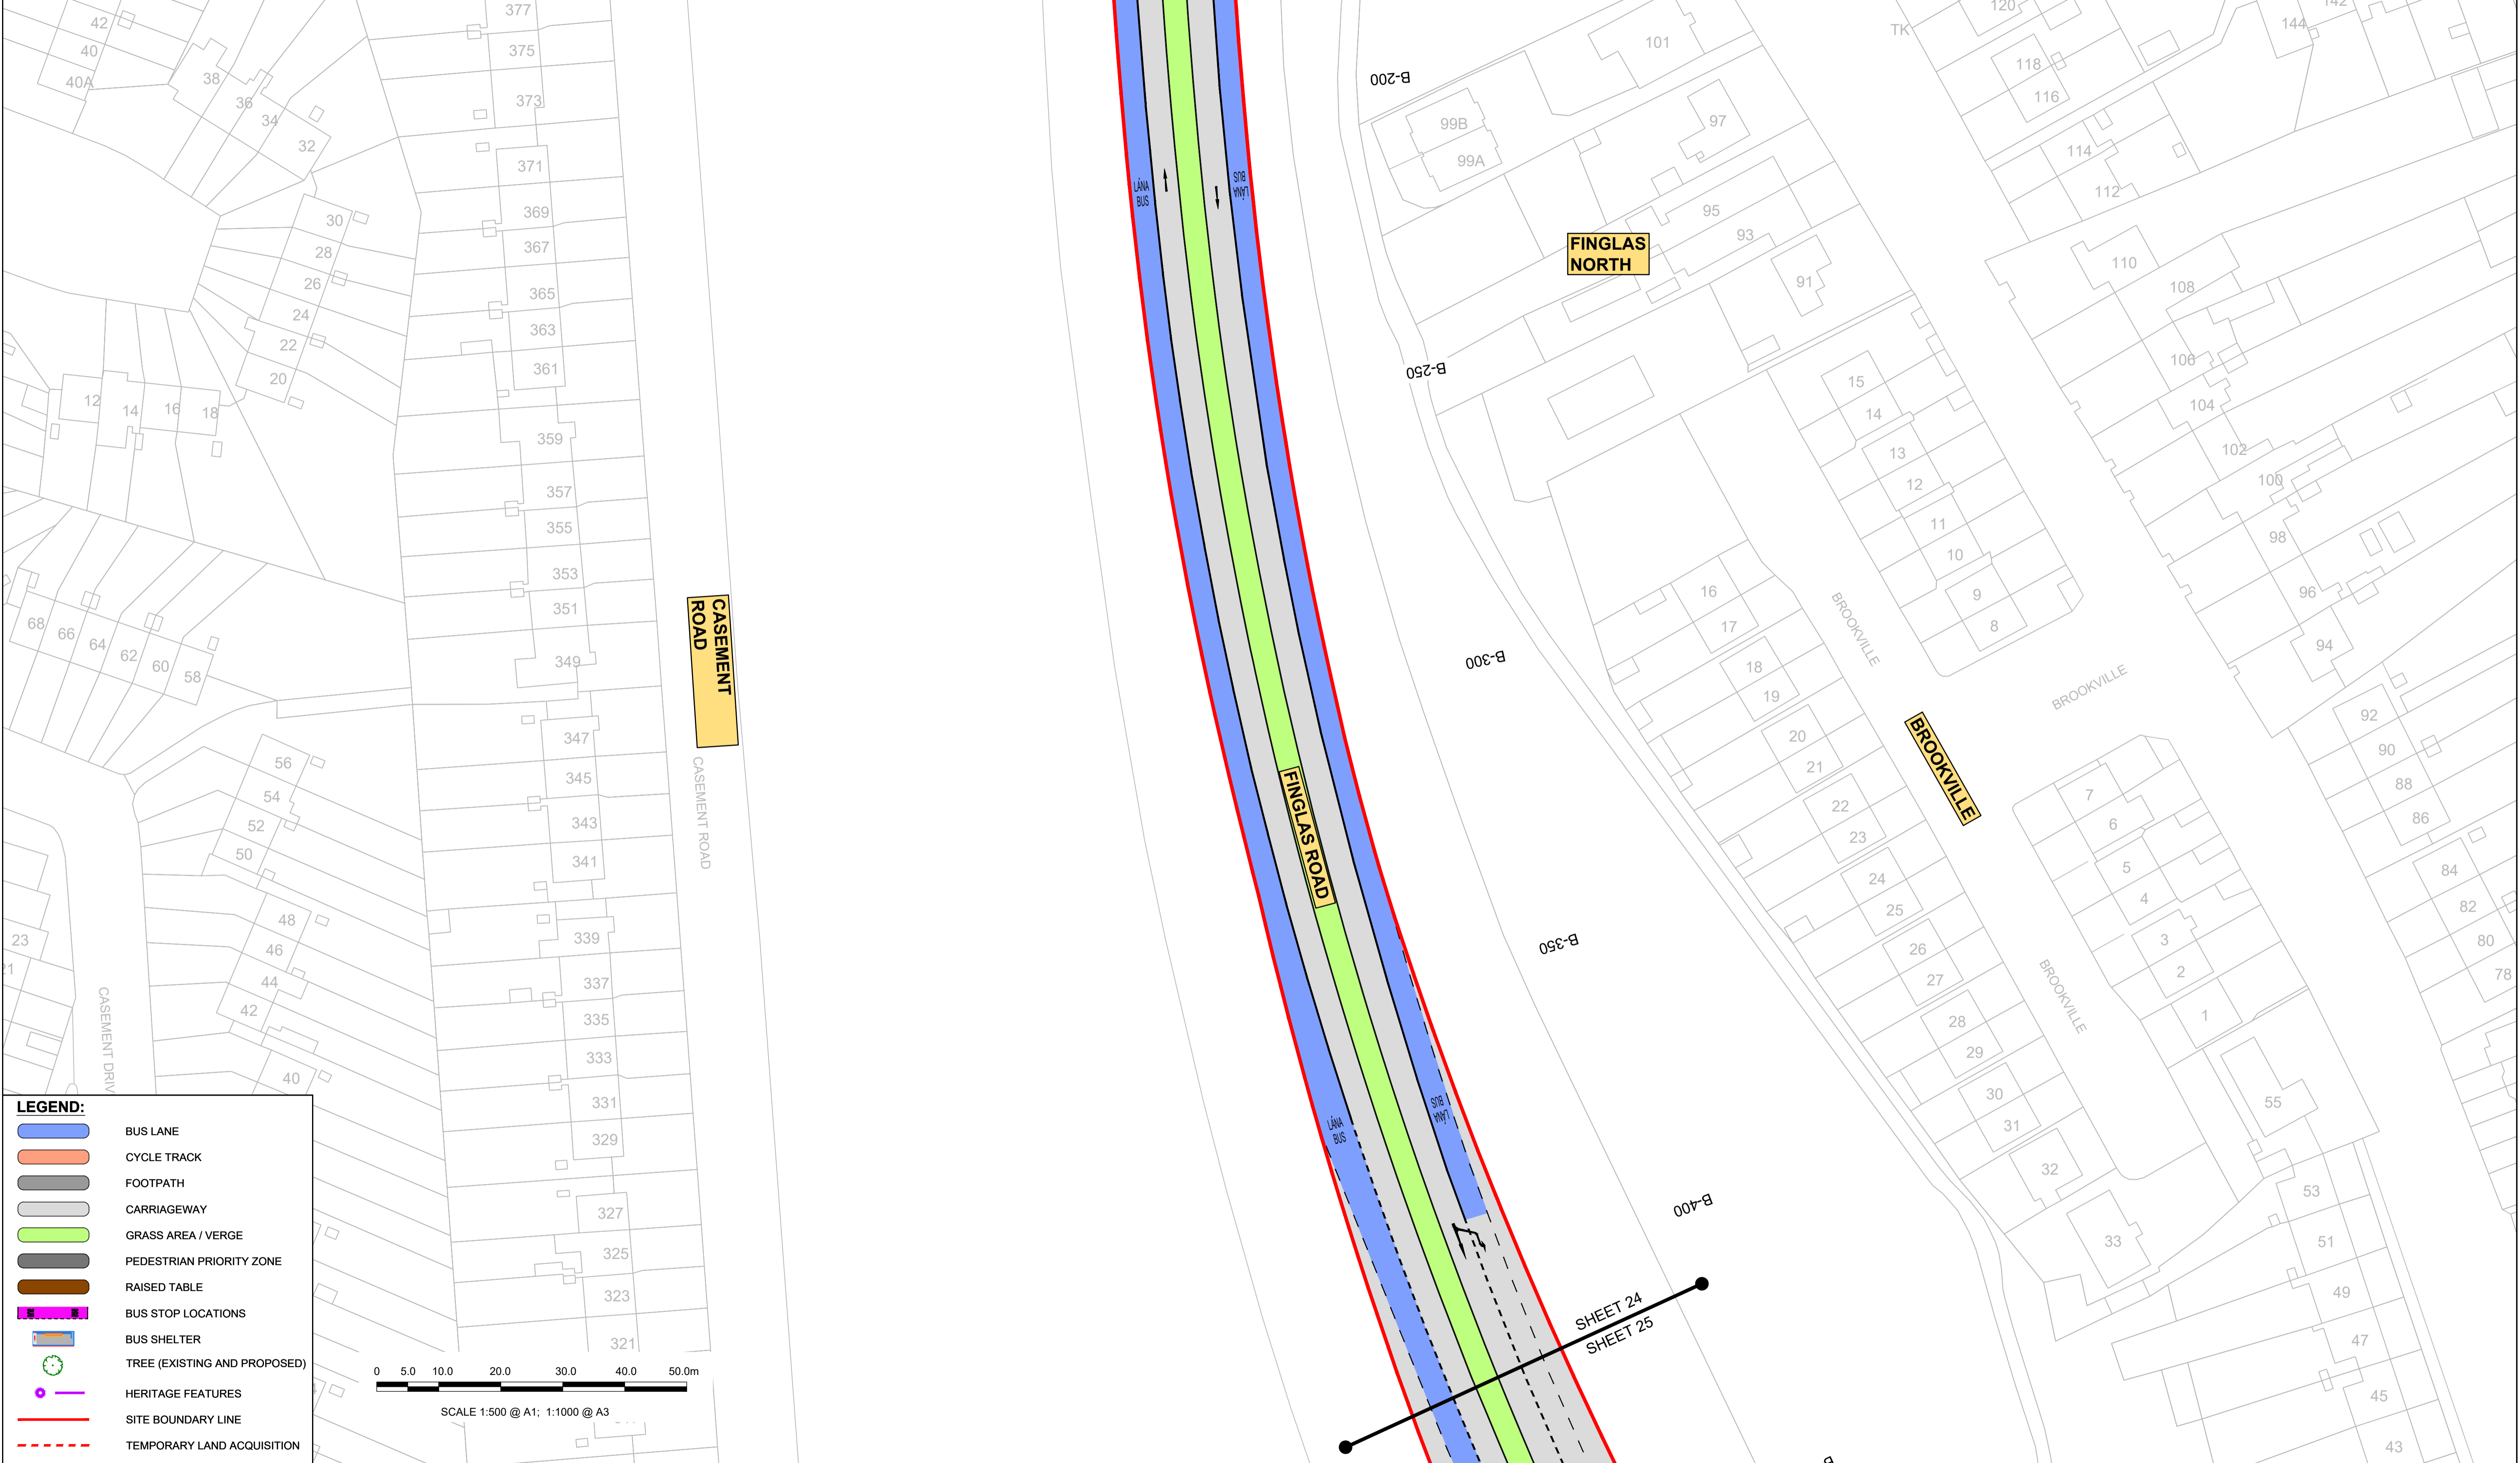 42
40
40A
38
36
34
32
30
28
26
24
22
20
12
14
16
18
68
66
64
62
60
58
56
54
52
50
48
46
44
42
40
23
21
CASEMENT DRIV
377
375
373
371
369
367
365
363
361
359
357
355
353
351
349
347
345
343
341
339
337
335
333
331
329
327
325
323
321
CASEMENT
ROAD
CASEMENT ROAD
LÁNA
BUS
LÁNA
BUS
FINGLAS ROAD
LÁNA
BUS
LÁNA
BUS
B-200
B-250
B-300
B-350
B-400
SHEET 24
SHEET 25
FINGLAS
NORTH
101
99B
99A
97
95
93
91
TK
120
118
116
114
112
144
142
110
108
106
104
102
100
98
96
94
92
90
88
86
84
82
80
78
15
14
13
12
11
10
9
8
16
17
18
19
20
21
22
23
24
25
26
27
28
29
30
31
32
33
BROOKVILLE
BROOKVILLE
BROOKVILLE
BROOKVILLE
7
6
5
4
3
2
1
55
53
51
49
47
45
43
LEGEND:
BUS LANE
CYCLE TRACK
FOOTPATH
CARRIAGEWAY
GRASS AREA / VERGE
PEDESTRIAN PRIORITY ZONE
RAISED TABLE
BUS STOP LOCATIONS
BUS SHELTER
TREE (EXISTING AND PROPOSED)
HERITAGE FEATURES
SITE BOUNDARY LINE
TEMPORARY LAND ACQUISITION
0 5.0 10.0 20.0 30.0 40.0 50.0m
SCALE 1:500 @ A1; 1:1000 @ A3